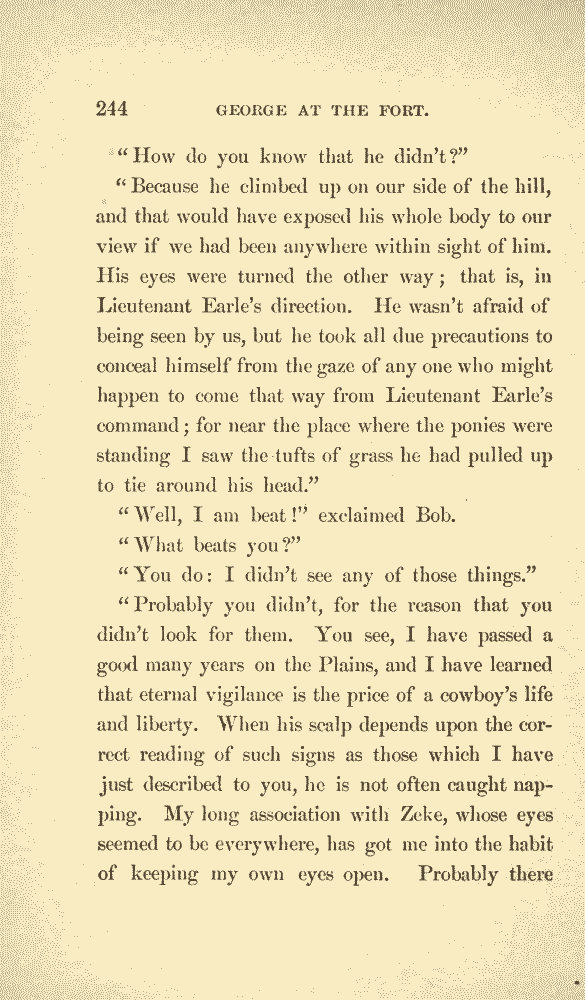 244 GEORGE AT THE FORT.
“How do you know that he didn’t?”
“Because he climbed up on our side of the hill,
and that would have exposed his whole body to our
view if we had been anywhere within sight of him.
His eyes were turned the other way; that is, in
Lieutenant Earle’s direction. He wasn’t afraid of
being seen by us, but he took all due precautions to
conceal himself from the gaze of any one who might
happen to come that way from Lieutenant Earle’s
command; for near the place where the ponies were
standing I saw the tufts of grass he had pulled up
to tie around his head.”
“Well, I am beat!” exclaimed Bob.
“What beats you?”
“You do: I didn’t see any of those things.”
“Probably you didn’t, for the reason that you
didn’t look for them. You see, I have passed a
good many years on the Plains, and I have learned
that eternal vigilance is the price of a cowboy’s life
and liberty. When his scalp depends upon the cor-
rect reading of such signs as those which I have
just described to you, he is not often caught nap-
ping. My long association with Zeke, whose eyes
seemed to be everywhere, has got me into the habit
of keeping my own eyes open. Probably there